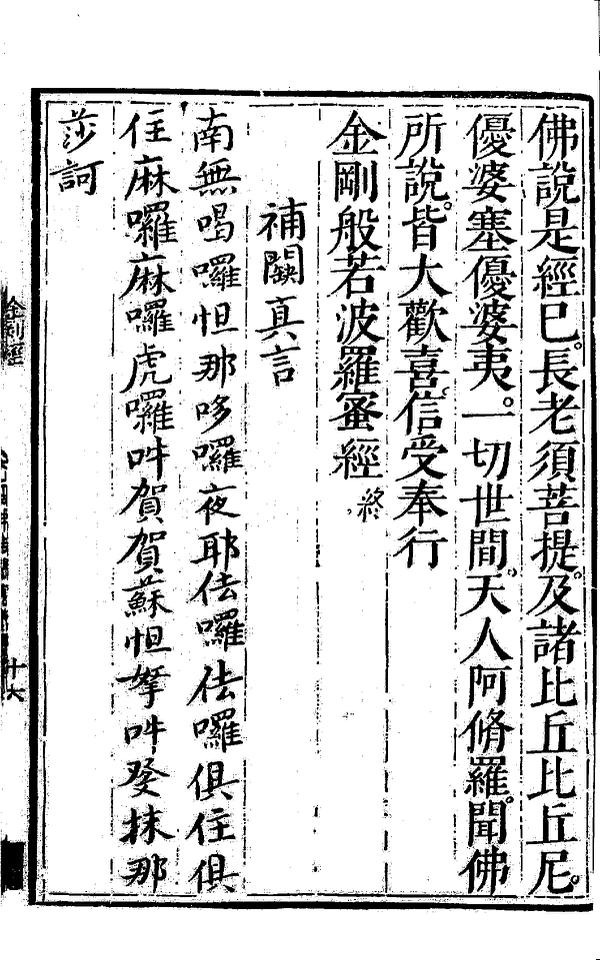 佛說是經已。長老須菩提。及諸比丘比丘尼。
優婆塞優婆夷。一切世間。天人阿脩羅。聞佛
所說。皆大歡喜。信受奉行
金剛般若波羅蜜經 終
補闕真言
南無喝囉怛那哆囉夜耶佉囉佉囉俱住俱
住麻囉麻囉虎囉吽賀賀蘇怛拏吽癹抹那
莎訶
金剛經
十六